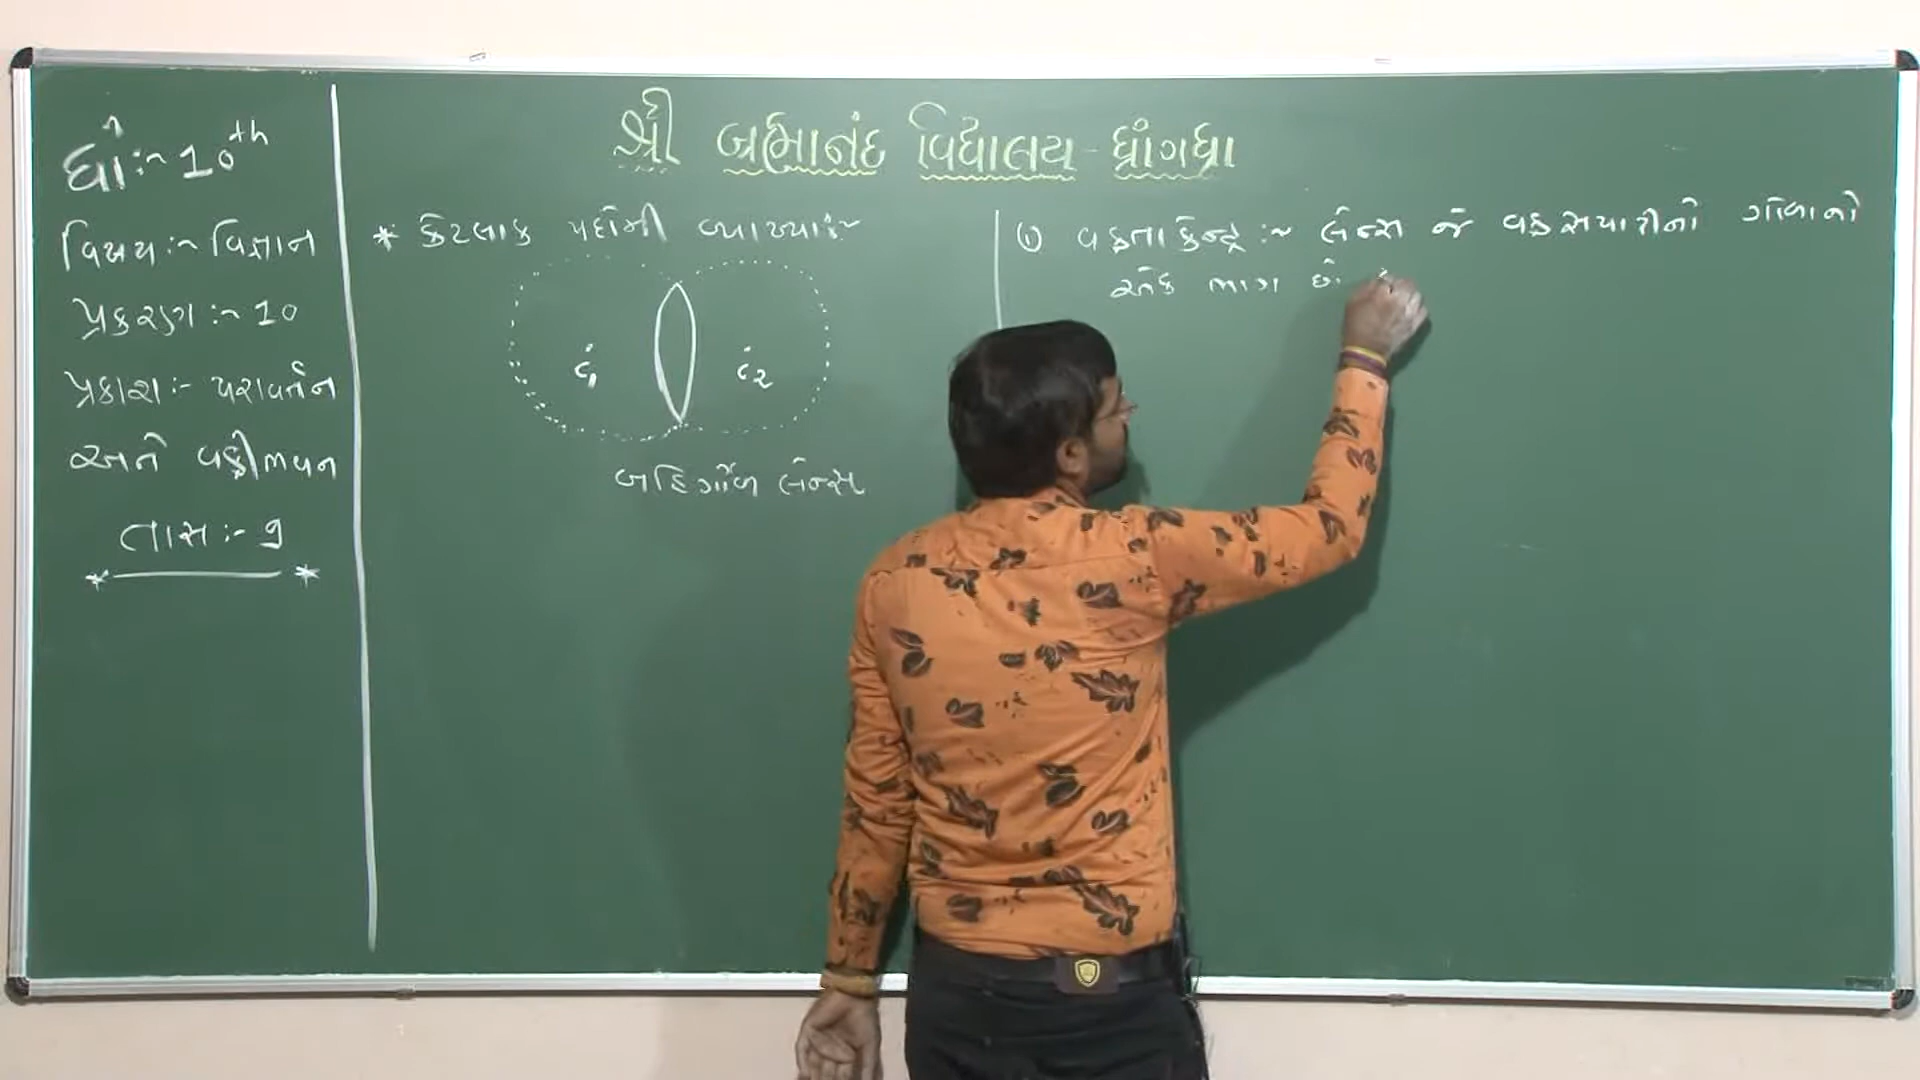 શ્રી બ્રહ્માનંદ વિદ્યાલય - ધ્રાંગધ્રા
ધો :- 10th
વિષય :- વિજ્ઞાન
પ્રકરણ :- 10
પ્રકાશ :- પરાવર્તન
અને વક્રીભવન
તાસ :- 9
* કેટલાક પદોની વ્યાખ્યા :-
C1
C2
બહિર્ગોળ લેન્સ
(1) વક્રતાકેન્દ્ર :- લેન્સ જે વક્રસપાટીનો ગોળાનો
એક ભાગ છે